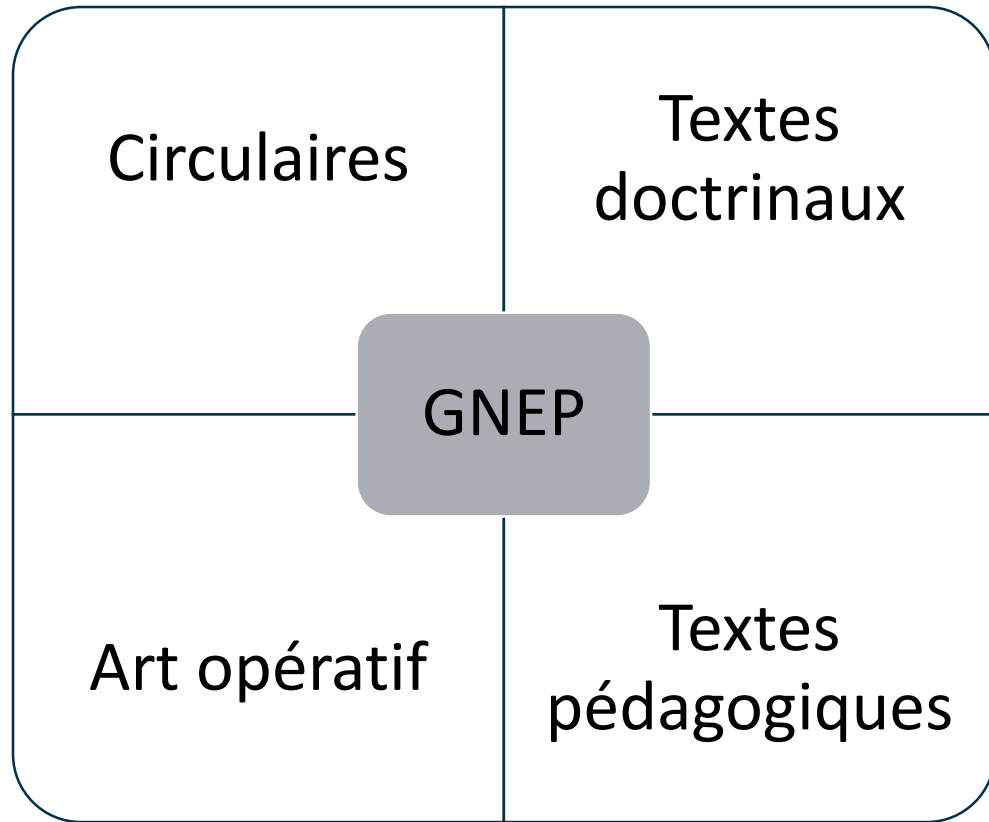 Circulaires
Textes
doctrinaux
GNEP
Art opératif
Textes
pédagogiques